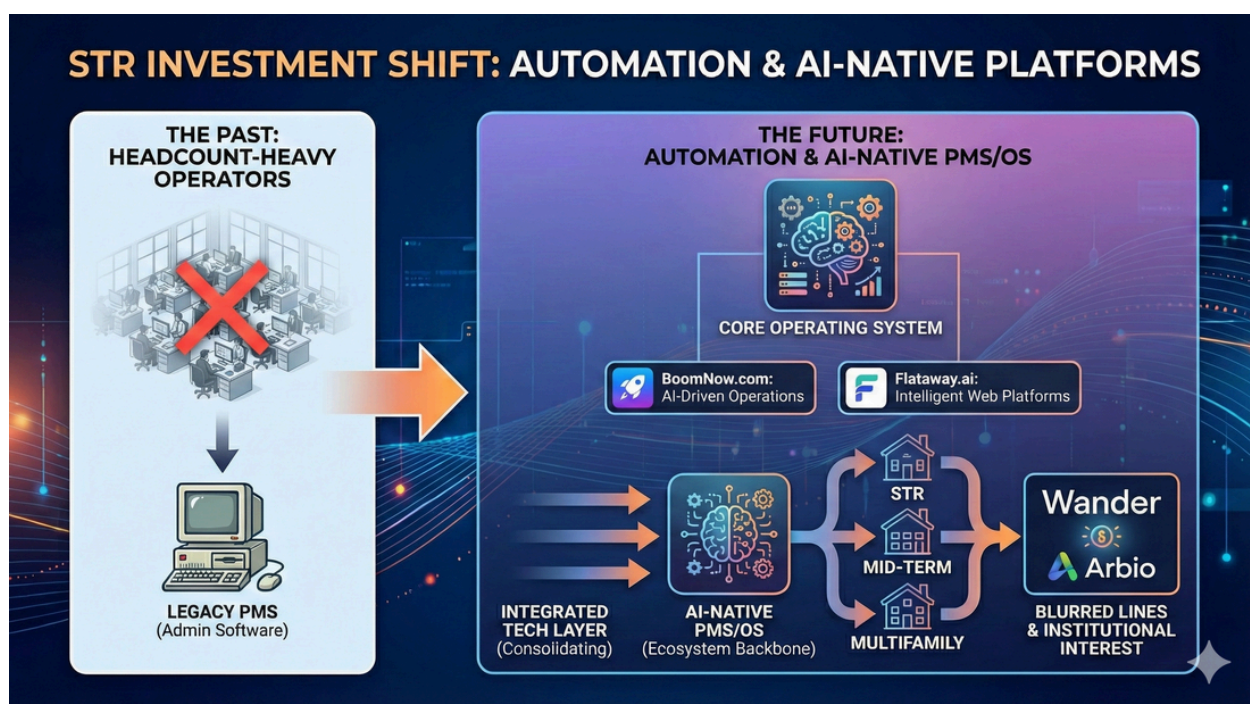 STR INVESTMENT SHIFT: AUTOMATION & AI-NATIVE PLATFORMS
THE PAST:
HEADCOUNT-HEAVY
OPERATORS
LEGACY PMS
(Admin Software)
THE FUTURE:
AUTOMATION & AI-NATIVE PMS/OS
CORE OPERATING SYSTEM
BoomNow.com:
AI-Driven Operations
Flataway.ai:
Intelligent Web Platforms
INTEGRATED
TECH LAYER
(Consoiidating)
AI-NATIVE
PMS/OS
(Ecosystem Backbone)
STR
MID-TERM
MULTIFAMILY
Wander
$
Arbio
BLURRED LINES
& INSTITUTIONAL
INTEREST